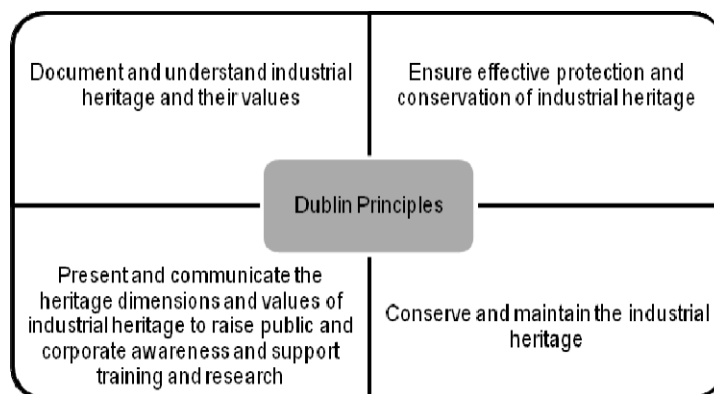 Document and understand industrial
heritage and their values
Ensure effective protection and
conservation of industrial heritage
Dublin Principles
Present and communicate the
heritage dimensions and values of
industrial heritage to raise public and
corporate awareness and support
training and research
Conserve and maintain the industrial
heritage